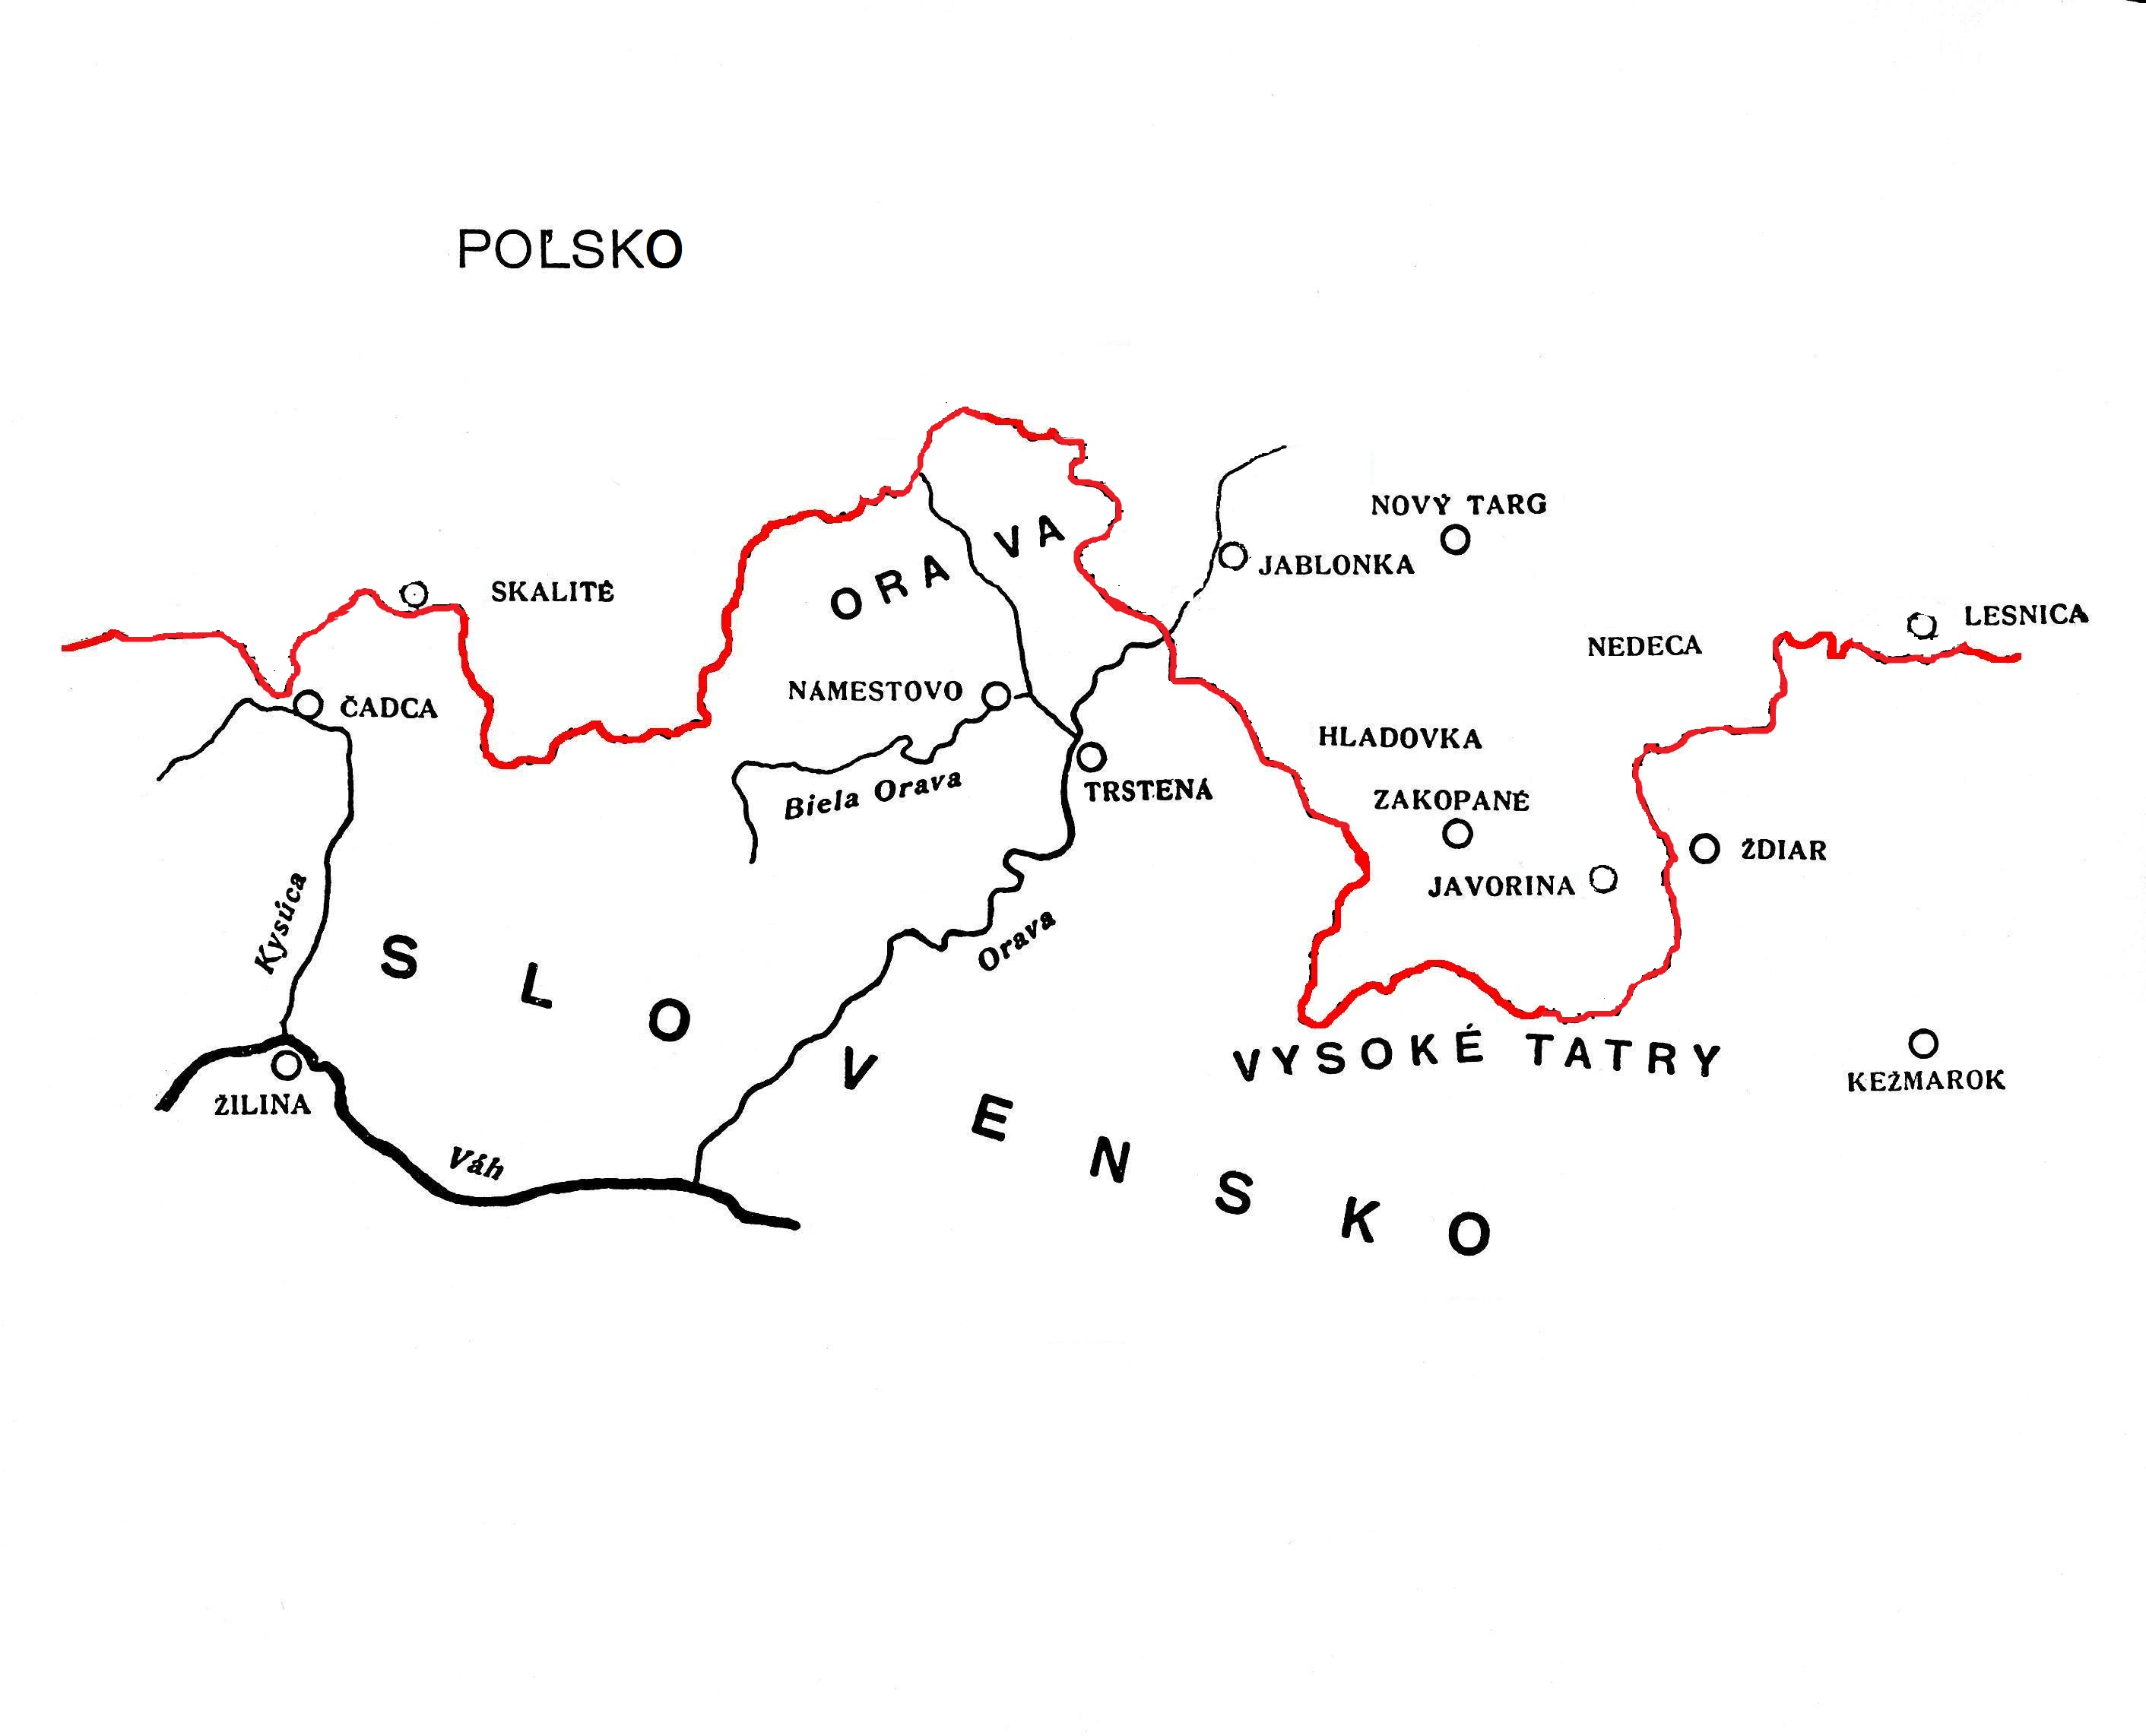 POĽSKO
NOVÝ TARG
JABLONKA
ORAVA
SKALITÉ
LESNICA
NEDECA
NÁMESTOVO
ČADCA
HLADOVKA
Biela Orava
TRSTENÁ
ZAKOPANÉ
ŽDIAR
JAVORINA
Kysúca
Orava
SLOVENSKO
VYSOKÉ TATRY
KEŽMAROK
ŽILINA
Váh